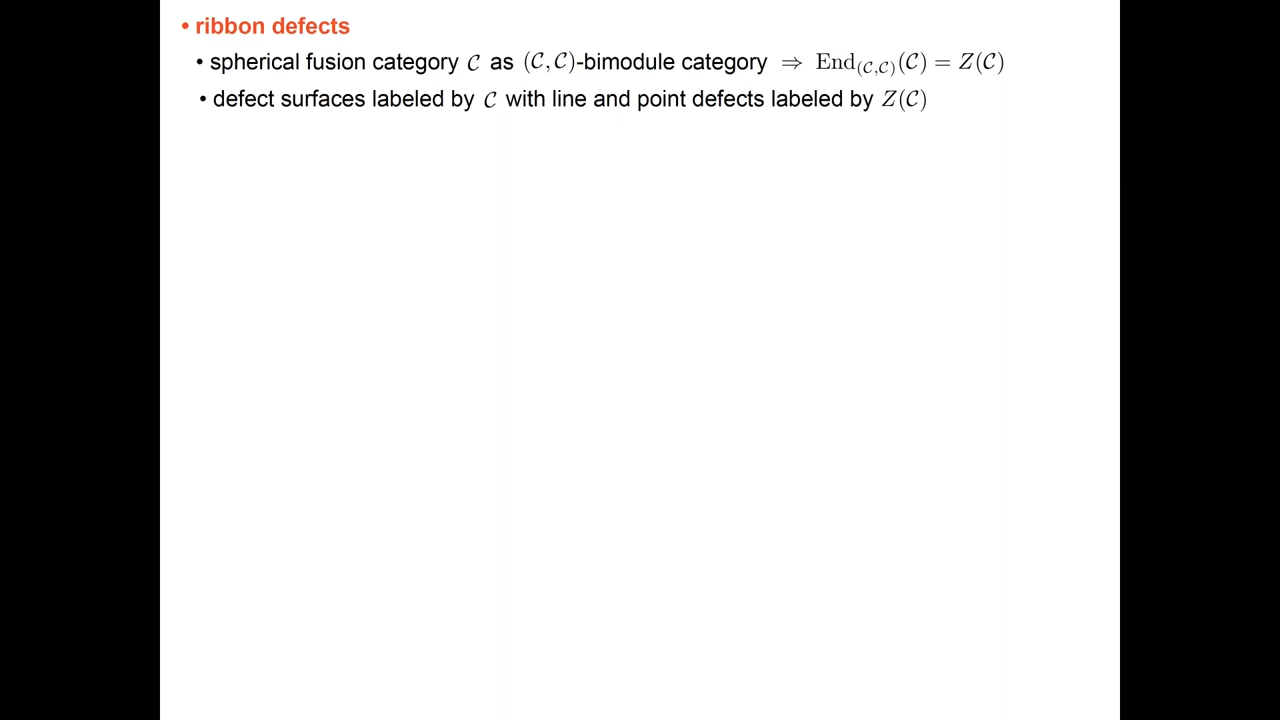 • ribbon defects
• spherical fusion category 𝒞 as (𝒞, 𝒞)-bimodule category ⇒ End₍𝒞,𝒞₎(𝒞) = Z(𝒞)
• defect surfaces labeled by 𝒞 with line and point defects labeled by Z(𝒞)